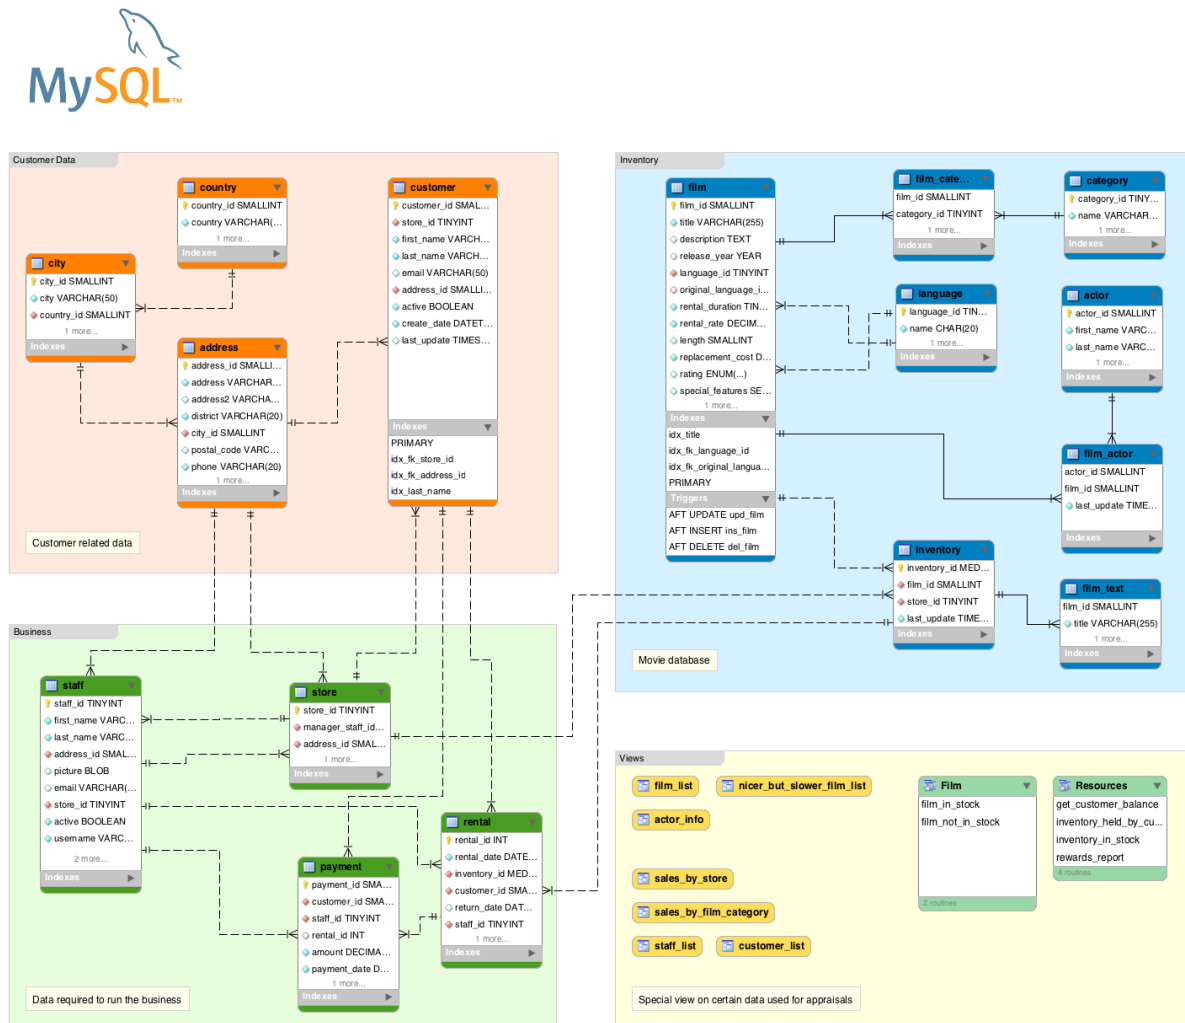 MySQL™
Customer Data
country
country_id SMALLINT
country VARCHAR(...
1 more...
Indexes
customer
customer_id SMAL...
store_id TINYINT
first_name VARCH...
last_name VARCH...
email VARCHAR(50)
address_id SMALLI...
active BOOLEAN
create_date DATET...
last_update TIMES...
Indexes
PRIMARY
idx_fk_store_id
idx_fk_address_id
idx_last_name
city
city_id SMALLINT
city VARCHAR(50)
country_id SMALLINT
1 more...
Indexes
address
address_id SMALLI...
address VARCHAR...
address2 VARCHA...
district VARCHAR(20)
city_id SMALLINT
postal_code VARC...
phone VARCHAR(20)
1 more...
Indexes
Customer related data
Inventory
film
film_id SMALLINT
title VARCHAR(255)
description TEXT
release_year YEAR
language_id TINYINT
original_language_i...
rental_duration TIN...
rental_rate DECIM...
length SMALLINT
replacement_cost D...
rating ENUM(...)
special_features SE...
1 more...
Indexes
idx_title
idx_fk_language_id
idx_fk_original_langua...
PRIMARY
Triggers
AFT UPDATE upd_film
AFT INSERT ins_film
AFT DELETE del_film
film_cate...
film_id SMALLINT
category_id TINYINT
1 more...
Indexes
category
category_id TINY...
name VARCHAR...
1 more...
Indexes
language
language_id TIN...
name CHAR(20)
1 more...
Indexes
actor
actor_id SMALLINT
first_name VARC...
last_name VARC...
1 more...
Indexes
film_actor
actor_id SMALLINT
film_id SMALLINT
last_update TIME...
Indexes
inventory
inventory_id MED...
film_id SMALLINT
store_id TINYINT
last_update TIME...
Indexes
film_text
film_id SMALLINT
title VARCHAR(255)
1 more...
Indexes
Movie database
Business
staff
staff_id TINYINT
first_name VARC...
last_name VARC...
address_id SMAL...
picture BLOB
email VARCHAR(...
store_id TINYINT
active BOOLEAN
username VARC...
2 more...
Indexes
store
store_id TINYINT
manager_staff_id...
address_id SMAL...
1 more...
Indexes
payment
payment_id SMA...
customer_id SMA...
staff_id TINYINT
rental_id INT
amount DECIMA...
payment_date D...
1 more...
Indexes
rental
rental_id INT
rental_date DATE...
inventory_id MED...
customer_id SMA...
return_date DAT...
staff_id TINYINT
1 more...
Indexes
Data required to run the business
Views
film_list
nicer_but_slower_film_list
actor_info
sales_by_store
sales_by_film_category
staff_list
customer_list
Film
film_in_stock
film_not_in_stock
2 routines
Resources
get_customer_balance
inventory_held_by_cu...
inventory_in_stock
rewards_report
4 routines
Special view on certain data used for appraisals